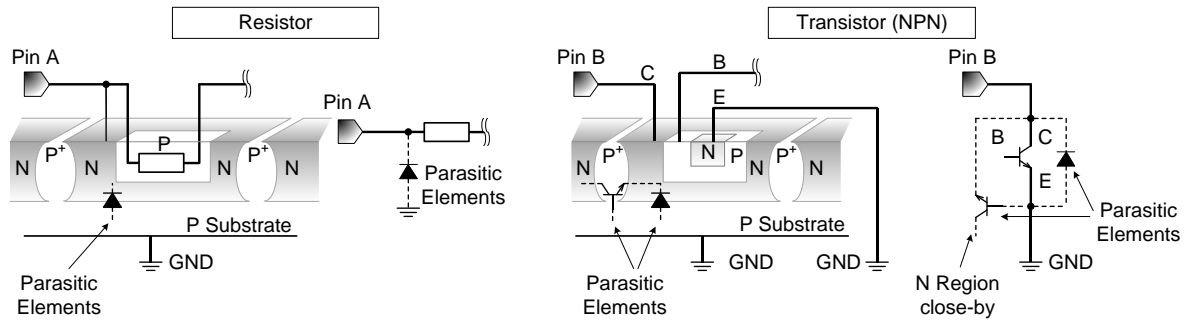 Resistor
Transistor (NPN)
Pin A
Pin B
C
B
E
Pin B
Pin A
N
P+
N
P
P+
N
N
Parasitic
Elements
N
P+
N
N
P
P+
N
N
B
C
E
P Substrate
GND
Parasitic
Elements
P Substrate
GND
GND
Parasitic
Elements
Parasitic
Elements
GND
N Region
close-by